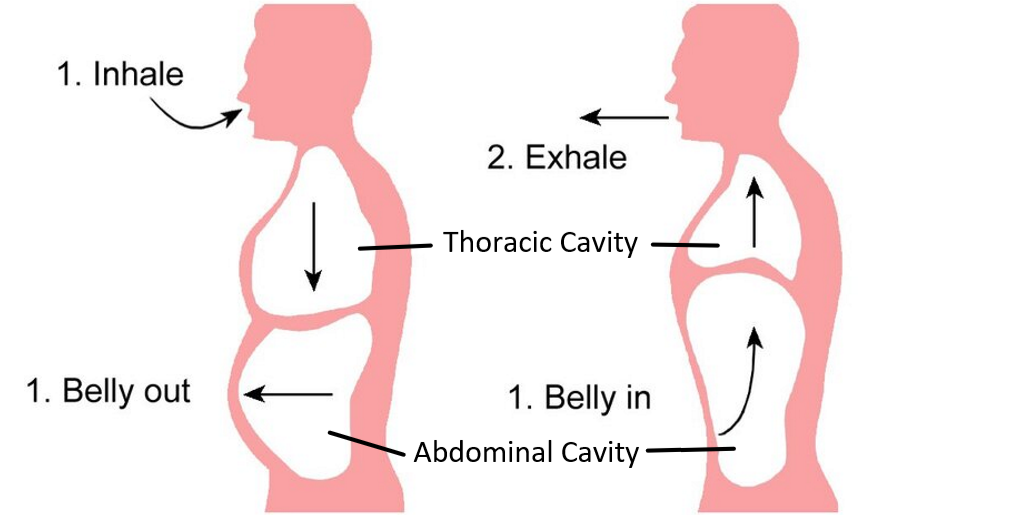 1. Inhale
2. Exhale
Thoracic Cavity
1. Belly out
1. Belly in
Abdominal Cavity